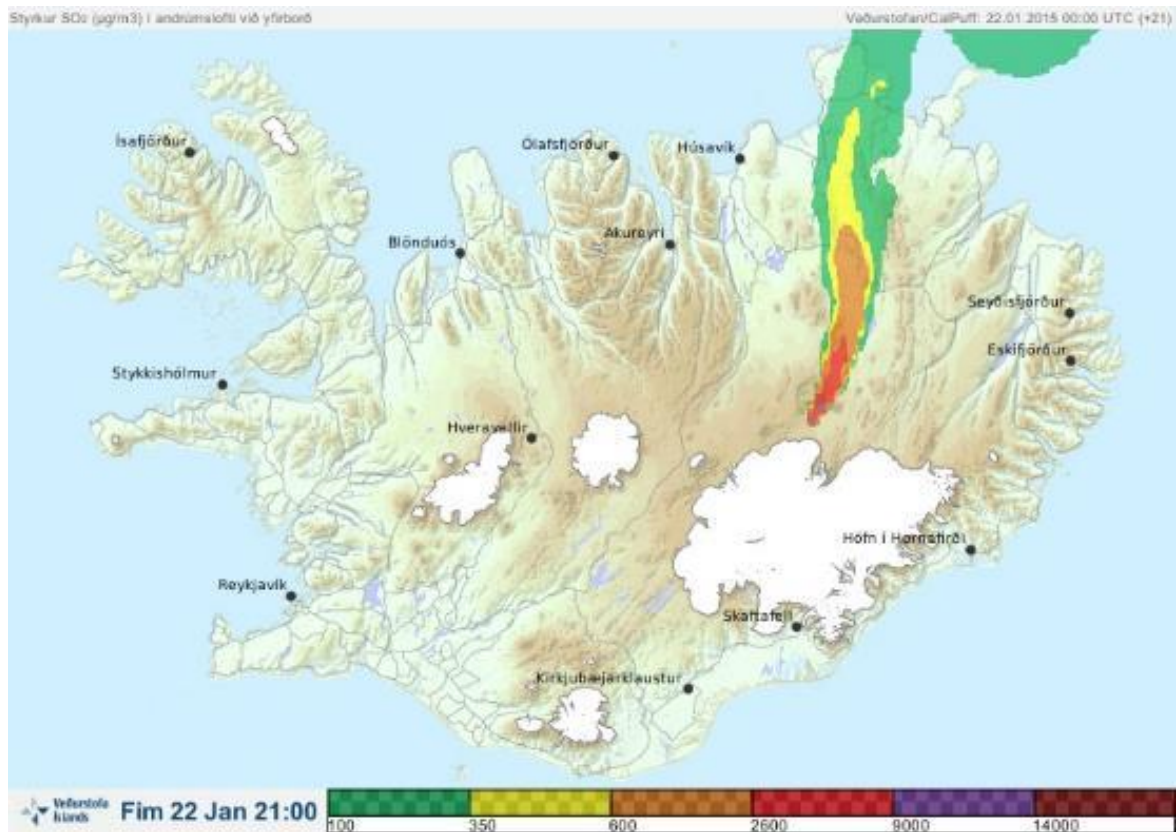 Styrkur SO₂ (µg/m3) í andrúmslofti við yfirborð
Veðurstofan/CalPuff: 22.01.2015 00:00 UTC (+21)
Ísafjörður
Ólafsfjörður
Húsavík
Blönduós
Akureyri
Seyðisfjörður
Eskifjörður
Stykkishólmur
Hveravellir
Höfn í Hornafirði
Reykjavík
Skaftafell
Kirkjubæjarklaustur
Veðurstofa
Íslands
Fim 22 Jan 21:00
100 350 600 2600 9000 14000